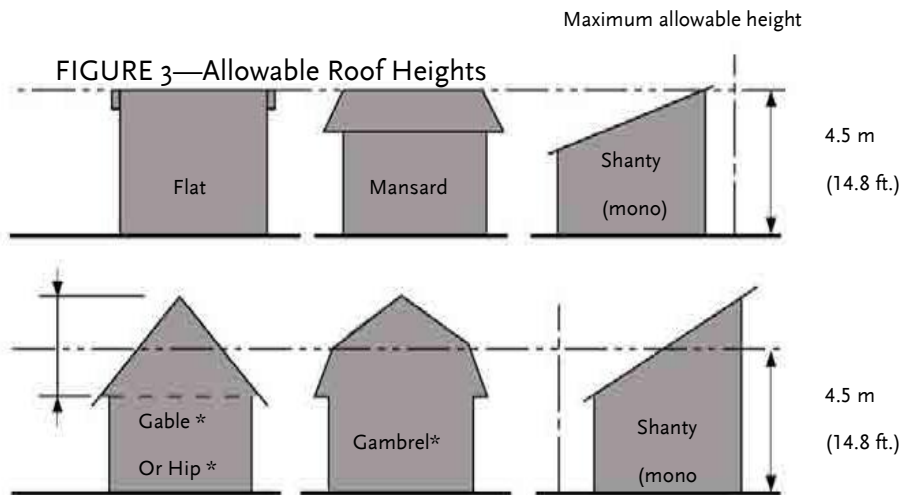 Maximum allowable height
FIGURE 3—Allowable Roof Heights
Flat
Mansard
Shanty
(mono)
4.5 m
(14.8 ft.)
Gable *
Or Hip *
Gambrel*
Shanty
(mono
4.5 m
(14.8 ft.)